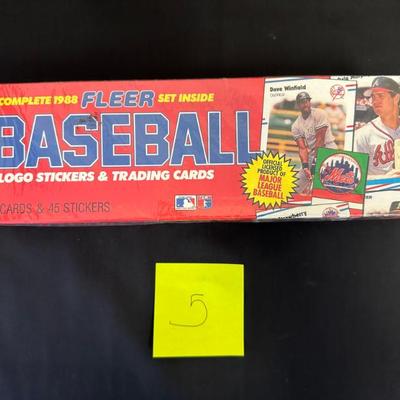 COMPLETE 1988 FLEER SET INSIDE
BASEBALL
LOGO STICKERS & TRADING CARDS
CARDS & 45 STICKERS
Dave Winfield
OUTFIELD
OFFICIAL
LICENSED
PRODUCT OF
MAJOR
LEAGUE
BASEBALL
Mets
5